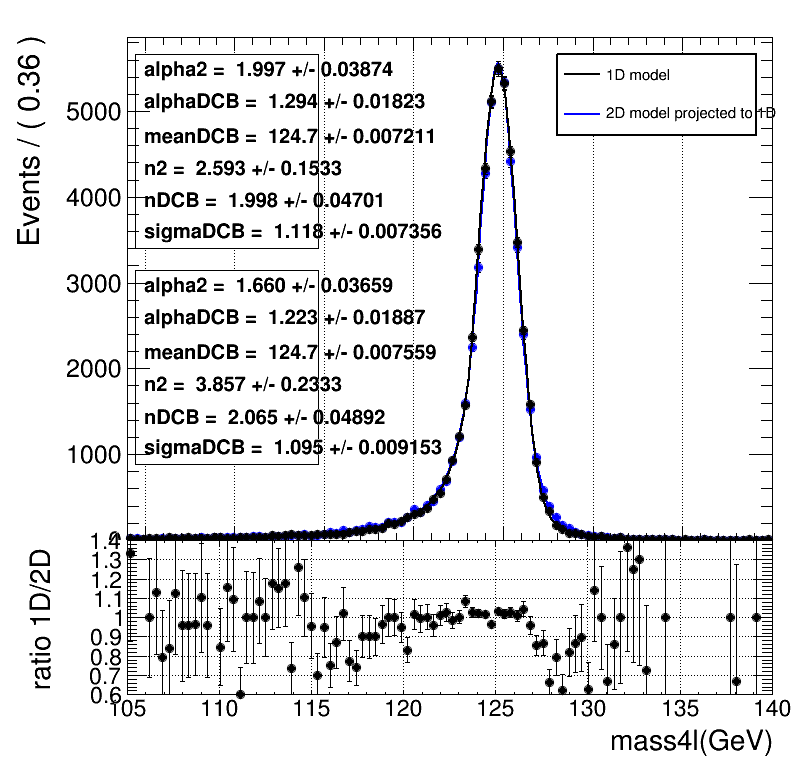 Events / ( 0.36 )
5000
4000
3000
2000
1000
alpha2 = 1.997 +/- 0.03874
alphaDCB = 1.294 +/- 0.01823
meanDCB = 124.7 +/- 0.007211
n2 = 2.593 +/- 0.1533
nDCB = 1.998 +/- 0.04701
sigmaDCB = 1.118 +/- 0.007356
alpha2 = 1.660 +/- 0.03659
alphaDCB = 1.223 +/- 0.01887
meanDCB = 124.7 +/- 0.007559
n2 = 3.857 +/- 0.2333
nDCB = 2.065 +/- 0.04892
sigmaDCB = 1.095 +/- 0.009153
1D model
2D model projected to 1D
ratio 1D/2D
1.4
1.3
1.2
1.1
1
0.9
0.8
0.7
0.6
105 110 115 120 125 130 135 140
mass4l(GeV)